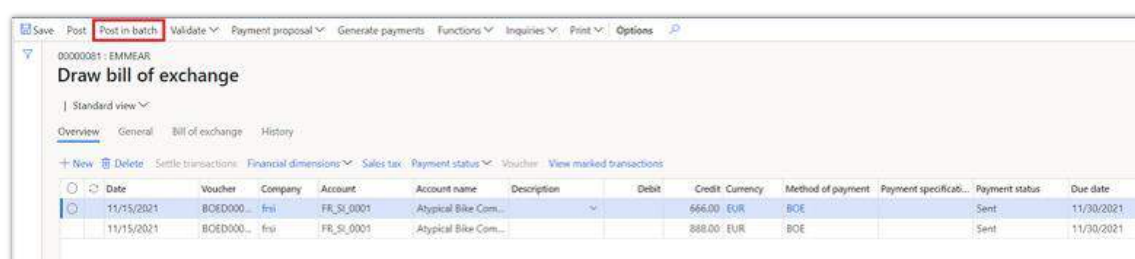 Save Post Post in batch Validate Payment proposal Generate payments Functions Inquiries Print Options
00000081 : EMMEAR
Draw bill of exchange
Standard view
Overview General Bill of exchange History
New Delete Settle transactions Financial dimensions Sales tax Payment status Voucher View marked transactions
Date Voucher Company Account Account name Description Debit Credit Currency Method of payment Payment specificati... Payment status Due date
11/15/2021 BOED000... frsi FR_SI_0001 Atypical Bike Com... 666.00 EUR BOE Sent 11/30/2021
11/15/2021 BOED000... frsi FR_SI_0001 Atypical Bike Com... 888.00 EUR BOE Sent 11/30/2021